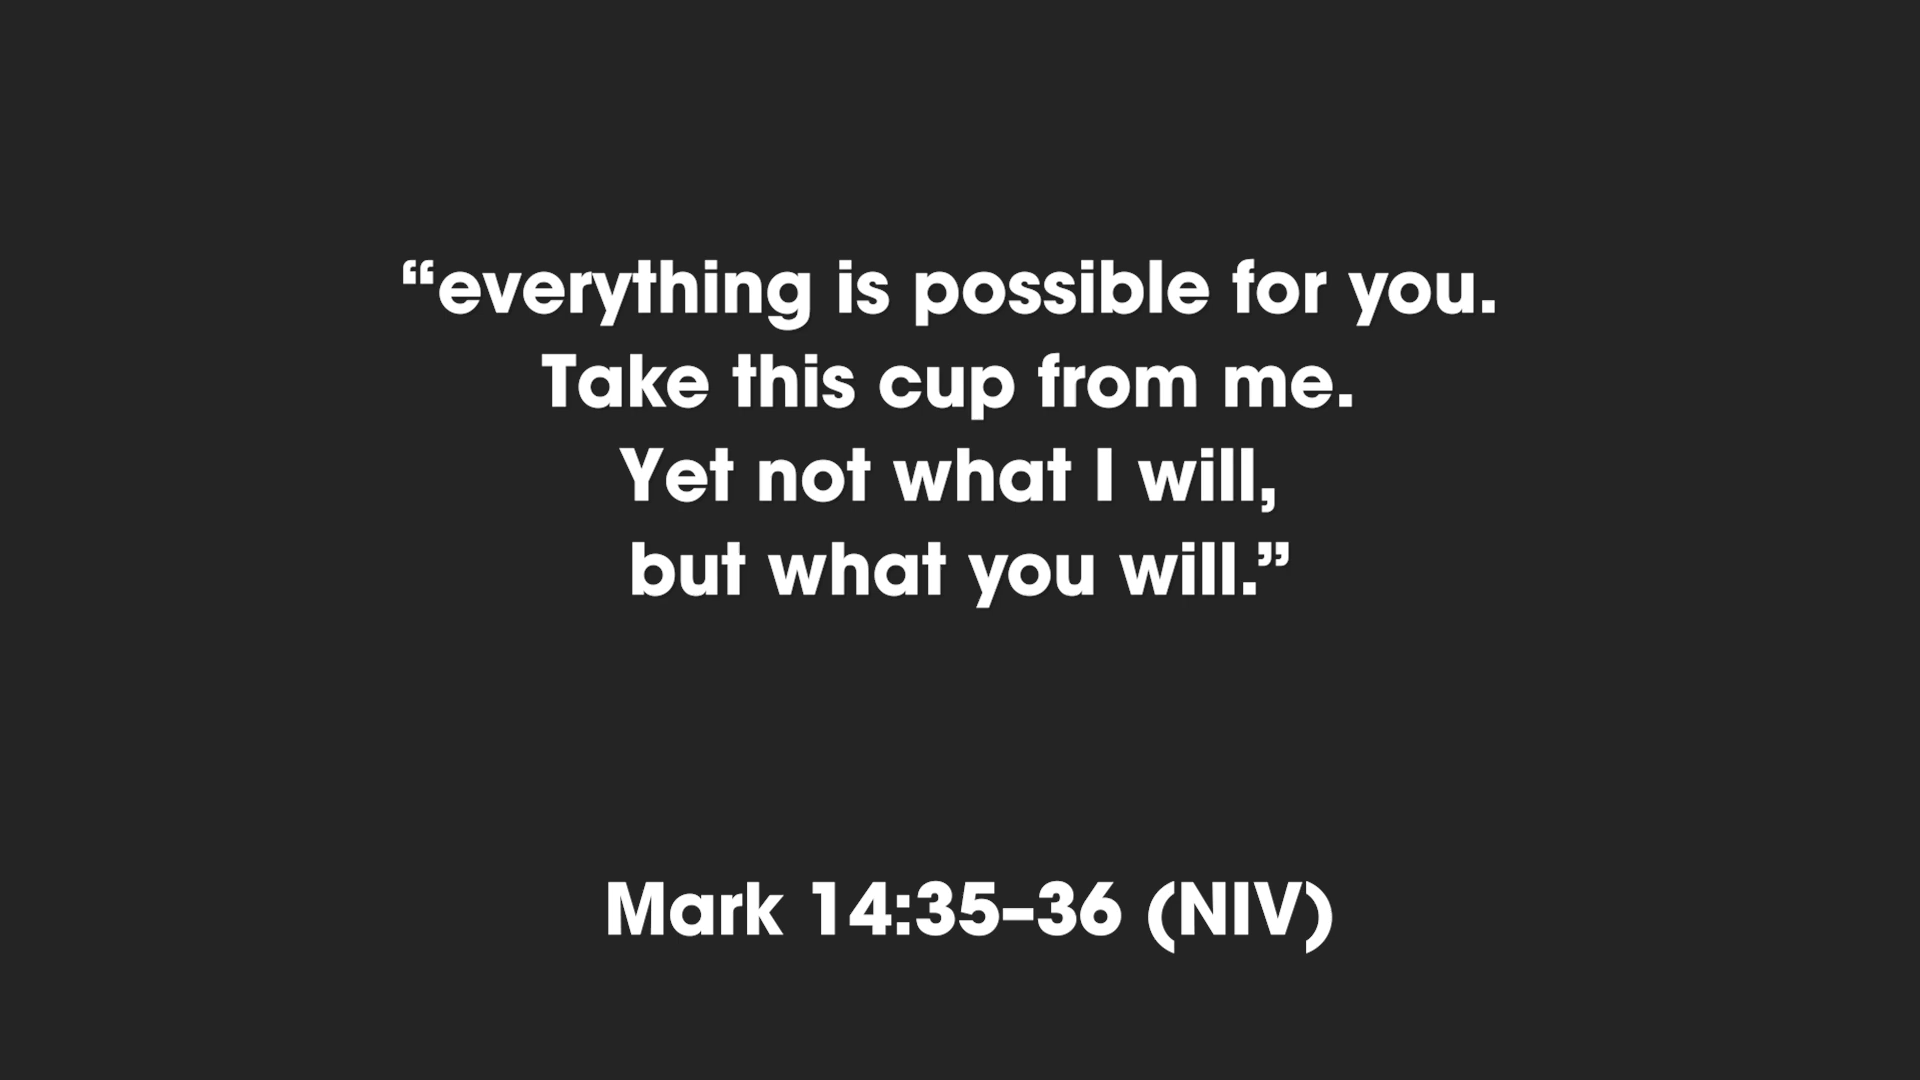 “everything is possible for you.
Take this cup from me.
Yet not what I will,
but what you will.”
Mark 14:35–36 (NIV)